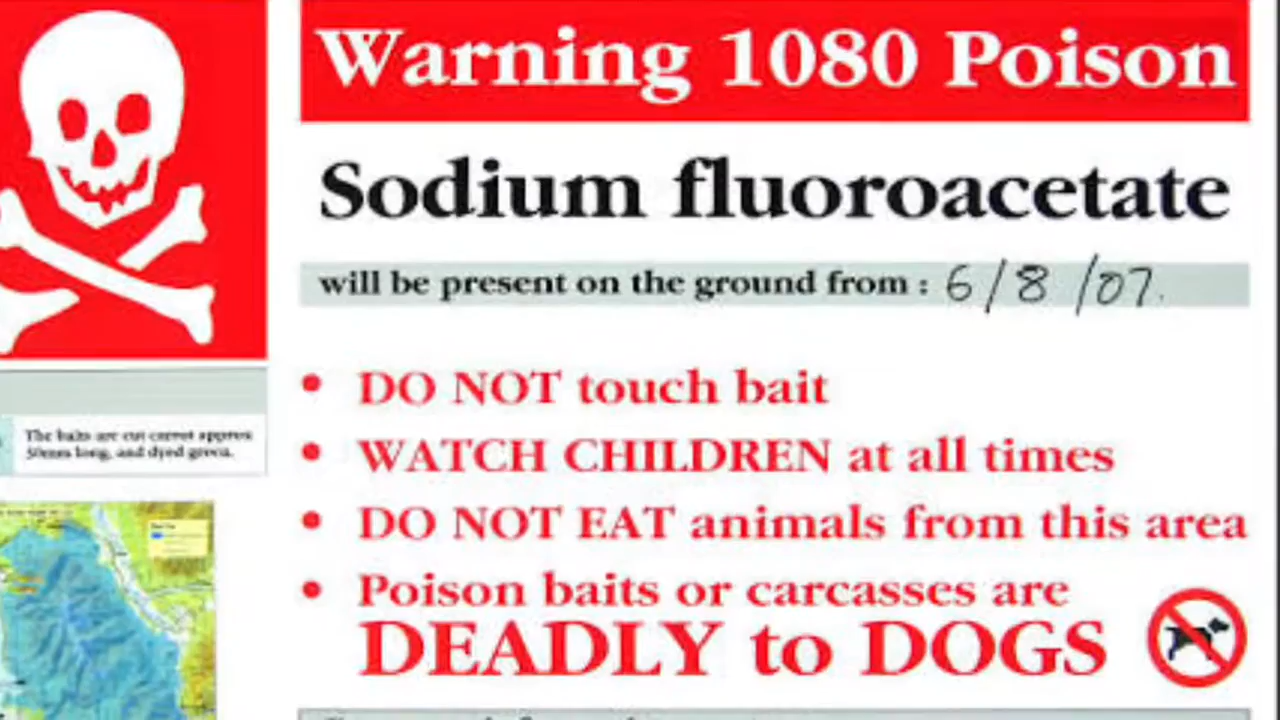 Warning 1080 Poison
Sodium fluoroacetate
will be present on the ground from : 6/8/07.
• DO NOT touch bait
• WATCH CHILDREN at all times
• DO NOT EAT animals from this area
• Poison baits or carcasses are
DEADLY to DOGS
The baits are cut carrot approx
50mm long, and dyed green.